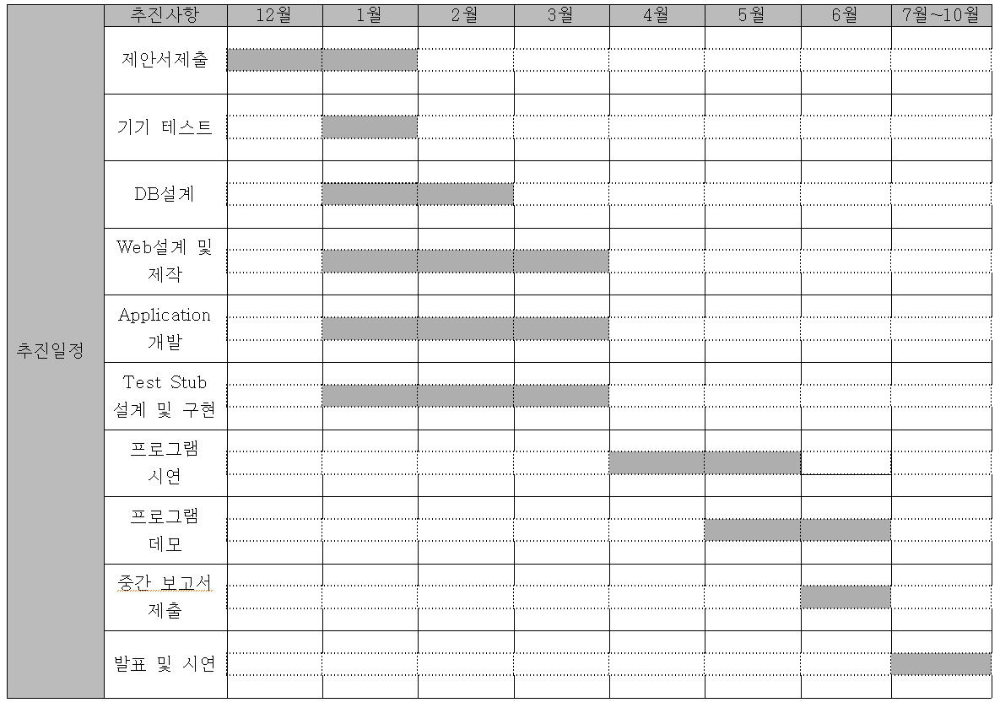 추진사항 12월 1월 2월 3월 4월 5월 6월 7월~10월
추진일정
제안서제출
기기 테스트
DB설계
Web설계 및
제작
Application
개발
Test Stub
설계 및 구현
프로그램
시연
프로그램
데모
중간 보고서
제출
발표 및 시연